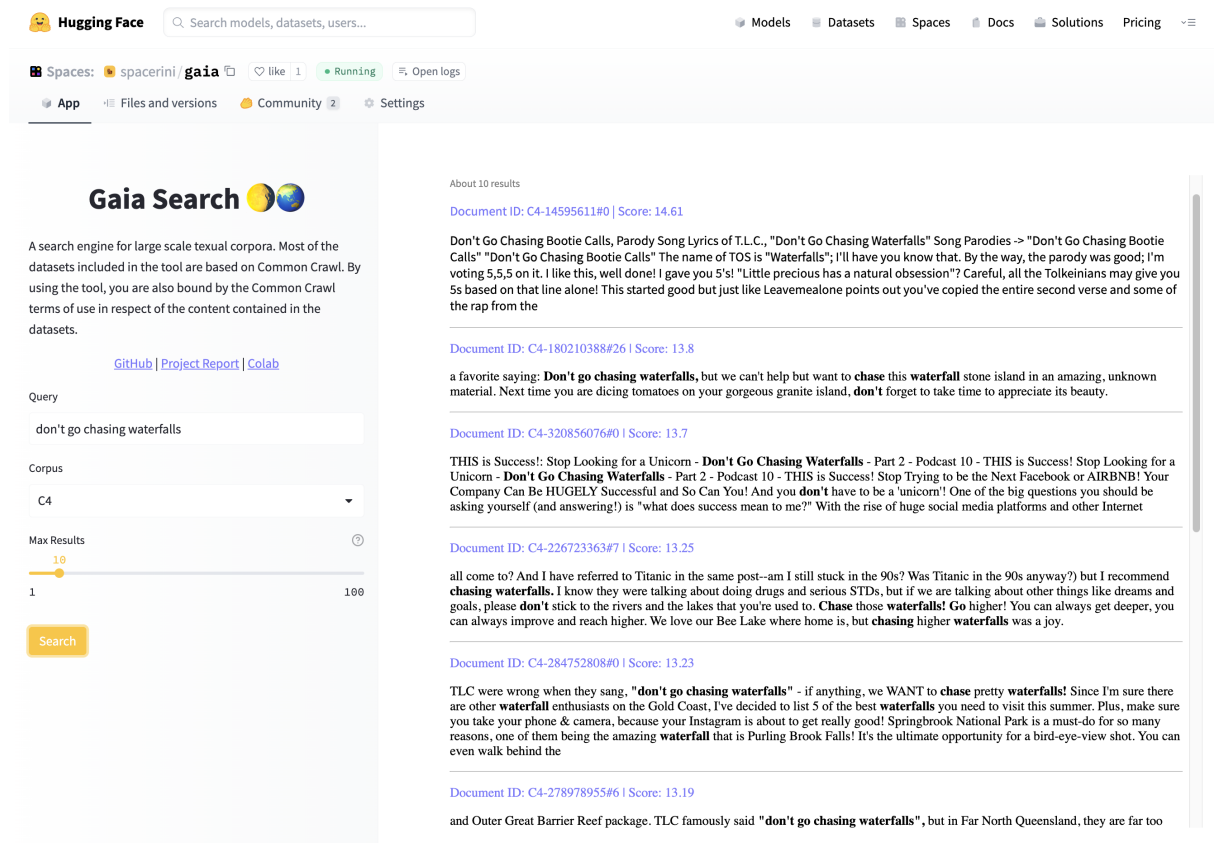 Hugging Face
Search models, datasets, users...
Models
Datasets
Spaces
Docs
Solutions
Pricing
Spaces: spacerini/gaia
like 1
Running
Open logs
App
Files and versions
Community 2
Settings
Gaia Search
A search engine for large scale texual corpora. Most of the
datasets included in the tool are based on Common Crawl. By
using the tool, you are also bound by the Common Crawl
terms of use in respect of the content contained in the
datasets.
GitHub | Project Report | Colab
Query
don't go chasing waterfalls
Corpus
C4
Max Results
10
1
100
Search
About 10 results
Document ID: C4-14595611#0 | Score: 14.61
Don't Go Chasing Bootie Calls, Parody Song Lyrics of T.L.C., "Don't Go Chasing Waterfalls" Song Parodies -> "Don't Go Chasing Bootie
Calls" "Don't Go Chasing Bootie Calls" The name of TOS is "Waterfalls"; I'll have you know that. By the way, the parody was good; I'm
voting 5,5,5 on it. I like this, well done! I gave you 5's! "Little precious has a natural obsession"? Careful, all the Tolkeinians may give you
5s based on that line alone! This started good but just like Leavemealone points out you've copied the entire second verse and some of
the rap from the
Document ID: C4-180210388#26 | Score: 13.8
a favorite saying: Don't go chasing waterfalls, but we can't help but want to chase this waterfall stone island in an amazing, unknown
material. Next time you are dicing tomatoes on your gorgeous granite island, don't forget to take time to appreciate its beauty.
Document ID: C4-320856076#0 | Score: 13.7
THIS is Success!: Stop Looking for a Unicorn - Don't Go Chasing Waterfalls - Part 2 - Podcast 10 - THIS is Success! Stop Looking for a
Unicorn - Don't Go Chasing Waterfalls - Part 2 - Podcast 10 - THIS is Success! Stop Trying to be the Next Facebook or AIRBNB! Your
Company Can Be HUGELY Successful and So Can You! And you don't have to be a 'unicorn'! One of the big questions you should be
asking yourself (and answering!) is "what does success mean to me?" With the rise of huge social media platforms and other Internet
Document ID: C4-226723363#7 | Score: 13.25
all come to? And I have referred to Titanic in the same post--am I still stuck in the 90s? Was Titanic in the 90s anyway?) but I recommend
chasing waterfalls. I know they were talking about doing drugs and serious STDs, but if we are talking about other things like dreams and
goals, please don't stick to the rivers and the lakes that you're used to. Chase those waterfalls! Go higher! You can always get deeper, you
can always improve and reach higher. We love our Bee Lake where home is, but chasing higher waterfalls was a joy.
Document ID: C4-284752808#0 | Score: 13.23
TLC were wrong when they sang, "don't go chasing waterfalls" - if anything, we WANT to chase pretty waterfalls! Since I'm sure there
are other waterfall enthusiasts on the Gold Coast, I've decided to list 5 of the best waterfalls you need to visit this summer. Plus, make sure
you take your phone & camera, because your Instagram is about to get really good! Springbrook National Park is a must-do for so many
reasons, one of them being the amazing waterfall that is Purling Brook Falls! It's the ultimate opportunity for a bird-eye-view shot. You can
even walk behind the
Document ID: C4-278978955#6 | Score: 13.19
and Outer Great Barrier Reef package. TLC famously said "don't go chasing waterfalls", but in Far North Queensland, they are far too